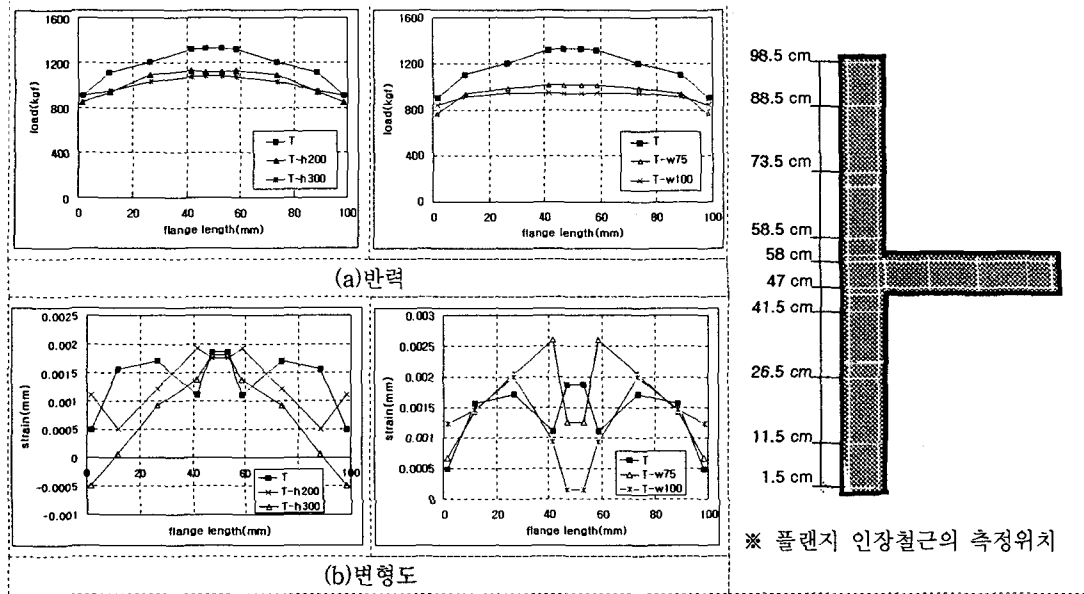 1600
1200
800
400
0
load(kgf)
T
T-h200
T-h300
0 20 40 60 80 100
flange length(mm)
1600
1200
800
400
0
load(kgf)
T
T-w75
T-w100
0 20 40 60 80 100
flange length(mm)
(a)반력
0.0025
0.002
0.0015
0.001
0.0005
0
-0.0005
-0.001
strain(mm)
0 20 40 60 80 100
T
T-h200
T-h300
flange length(mm)
0.003
0.0025
0.002
0.0015
0.001
0.0005
0
strain(mm)
T
T-w75
T-w100
0 20 40 60 80 100
flange length(mm)
(b)변형도
98.5 cm
88.5 cm
73.5 cm
58.5 cm
58 cm
47 cm
41.5 cm
26.5 cm
11.5 cm
1.5 cm
※ 플랜지 인장철근의 측정위치